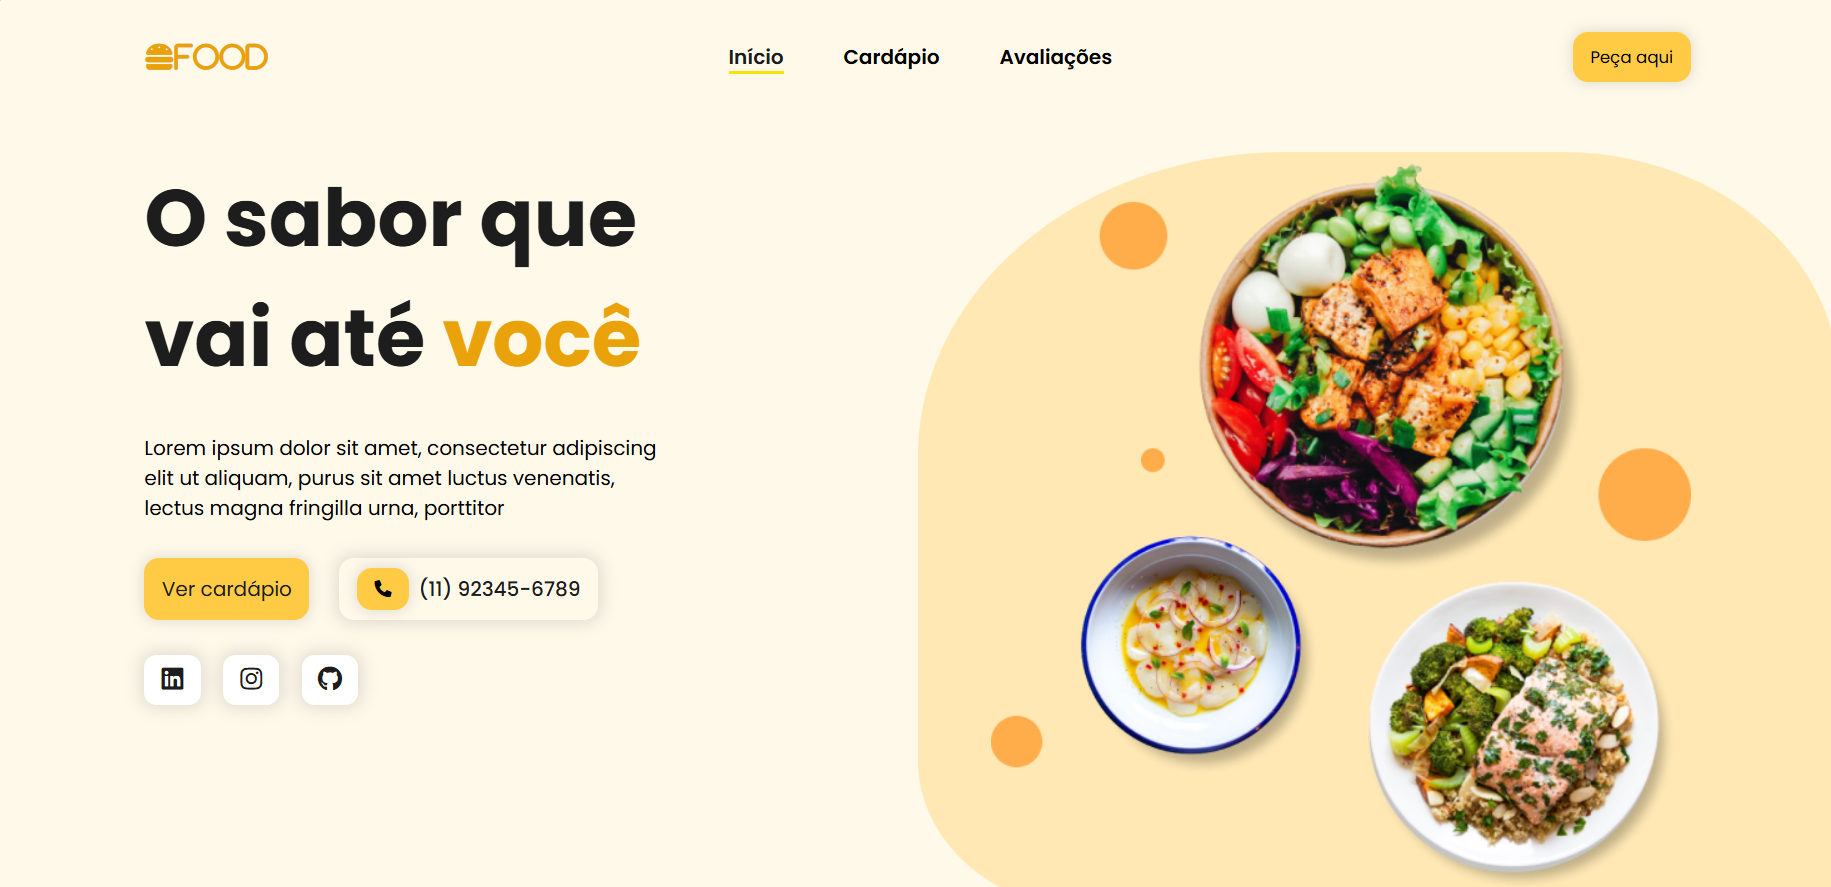 FOOD
Início
Cardápio
Avaliações
Peça aqui
O sabor que
vai até você
Lorem ipsum dolor sit amet, consectetur adipiscing
elit ut aliquam, purus sit amet luctus venenatis,
lectus magna fringilla urna, porttitor
Ver cardápio
(11) 92345-6789
in